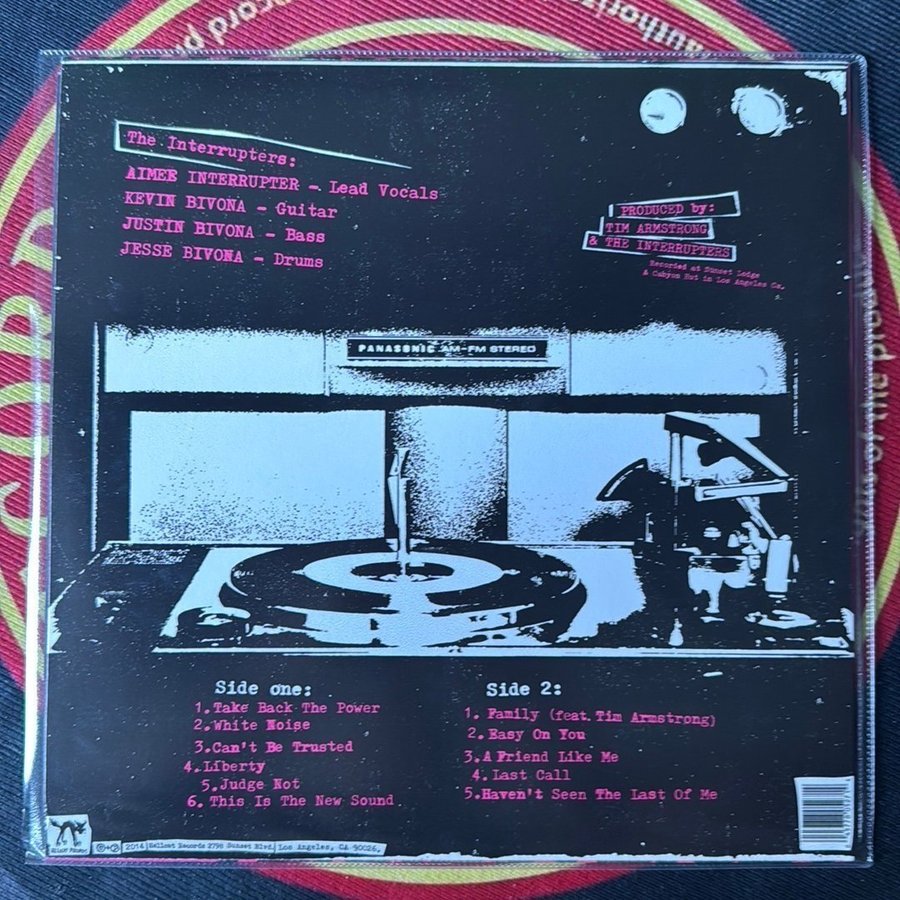 The Interrupters:
AIMEE INTERRUPTER - Lead Vocals
KEVIN BIVONA - Guitar
JUSTIN BIVONA - Bass
JESSE BIVONA - Drums
PRODUCED by:
TIM ARMSTRONG
& THE INTERRUPTERS
Recorded at Sunset Lodge
& Canyon Hut in Los Angeles Ca.
PANASONIC AM-FM STEREO
Side one:
1. Take Back The Power
2. White Noise
3. Can't Be Trusted
4. Liberty
5. Judge Not
6. This Is The New Sound
Side 2:
1. Family (feat. Tim Armstrong)
2. Easy On You
3. A Friend Like Me
4. Last Call
5. Haven't Seen The Last Of Me
2014 Hellcat Records 2798 Sunset Blvd. Los Angeles, CA 90026.